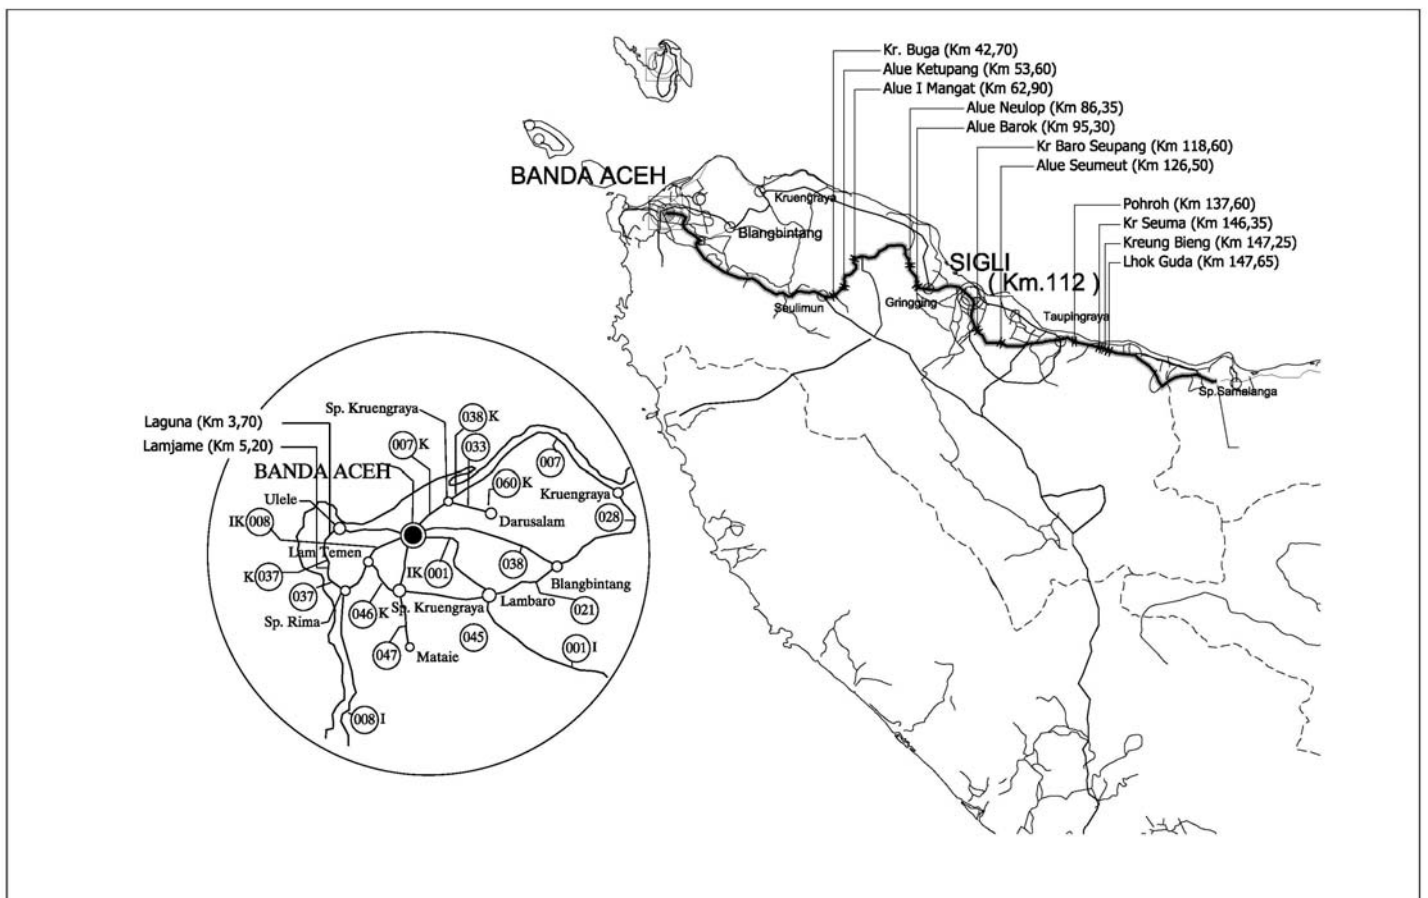 Kr. Buga (Km 42,70)
Alue Ketupang (Km 53,60)
Alue I Mangat (Km 62,90)
Alue Neulop (Km 86,35)
Alue Barok (Km 95,30)
Kr Baro Seupang (Km 118,60)
Alue Seumeut (Km 126,50)
BANDA ACEH
Kruengraya
Blangbintang
Pohroh (Km 137,60)
Kr Seuma (Km 146,35)
Kreung Bieng (Km 147,25)
Lhok Guda (Km 147,65)
SIGLI
( Km.112 )
Seulimun
Gringging
Taupingraya
Sp.Samalanga
Laguna (Km 3,70)
Lamjame (Km 5,20)
Sp. Kruengraya
038 K
007 K
033
007
BANDA ACEH
060 K
Kruengraya
Ulele
Darusalam
028
IK 008
Lam Temen
038
K 037
IK 001
Blangbintang
037
046 K
Sp. Kruengraya
Lambaro
021
Sp. Rima
045
047
Mataie
001 I
008 I